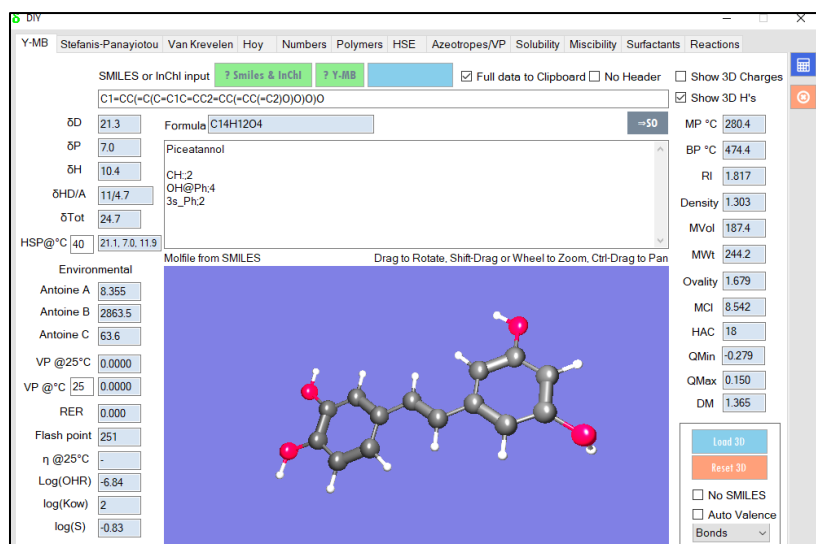 δ DIY
Y-MB Stefanis-Panayiotou Van Krevelen Hoy Numbers Polymers HSE Azeotropes/VP Solubility Miscibility Surfactants Reactions
SMILES or InChI input ? Smiles & InChI ? Y-MB Full data to Clipboard No Header Show 3D Charges
C1=CC(=C(C=C1C=CC2=CC(=CC(=C2)O)O)O)O Show 3D H's
δD 21.3 Formula C14H12O4 ⇒SO MP °C 280.4
δP 7.0 Piceatannol BP °C 474.4
δH 10.4 CH:;2 RI 1.817
δHD/A 11/4.7 OH@Ph;4 Density 1.303
δTot 24.7 3s_Ph;2 MVol 187.4
HSP@°C 40 21.1, 7.0, 11.9 MWt 244.2
Environmental Molfile from SMILES Drag to Rotate, Shift-Drag or Wheel to Zoom, Ctrl-Drag to Pan
Antoine A 8.355 Ovality 1.679
Antoine B 2863.5 MCI 8.542
Antoine C 63.6 HAC 18
VP @25°C 0.0000 QMin -0.279
VP @°C 25 0.0000 QMax 0.150
RER 0.000 DM 1.365
Flash point 251
η @25°C - Load 3D
Log(OHR) -6.84 Reset 3D
log(Kow) 2 No SMILES
log(S) -0.83 Auto Valence
Bonds